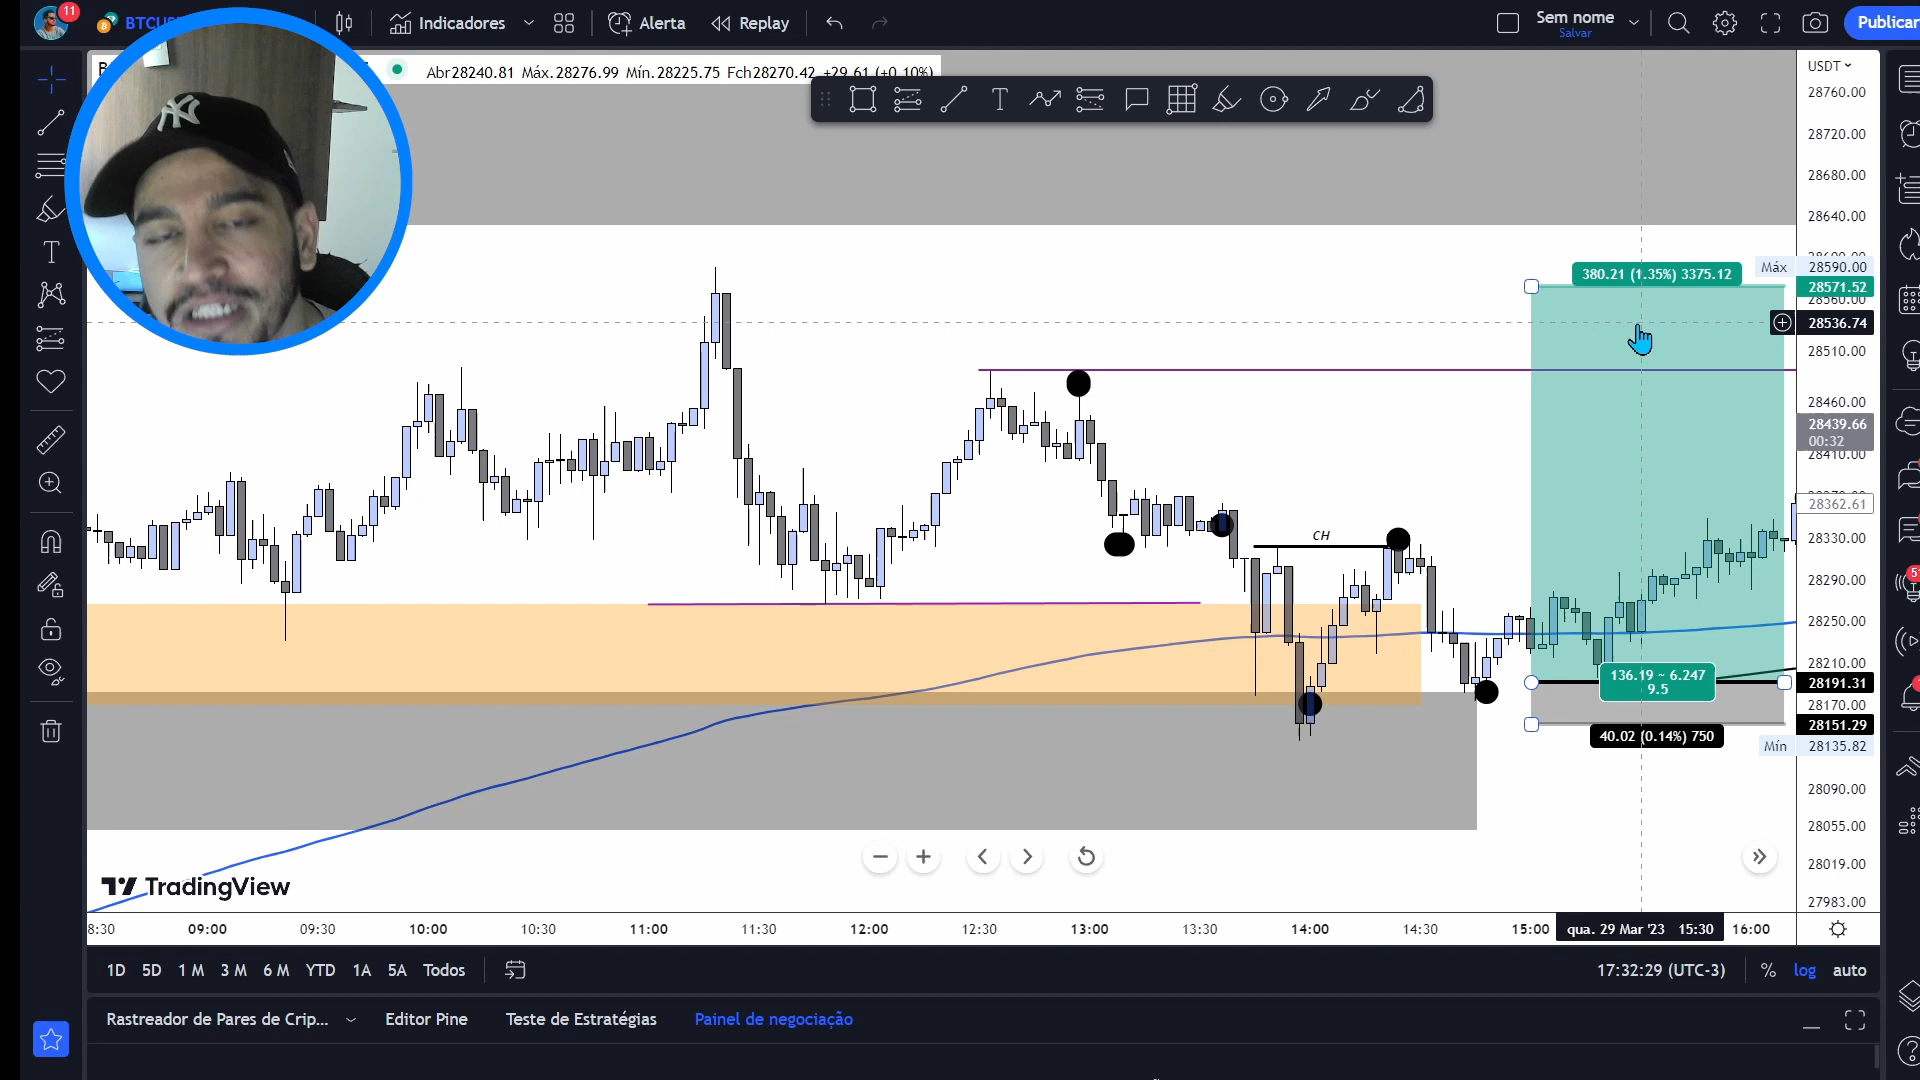 11
BTCUS
Indicadores
Alerta
Replay
Sem nome
Salvar
Publicar
Abr28240.81 Máx.28276.99 Mín.28225.75 Fch28270.42 +29.61 (+0.10%)
USDT
28760.00
28720.00
28680.00
28640.00
380.21 (1.35%) 3375.12
Máx 28590.00
28571.52
28560.00
28536.74
28510.00
28460.00
28439.66
00:32
28410.00
28362.61
CH
28330.00
28290.00
28250.00
28210.00
136.19 ~ 6.247
9.5
28191.31
28170.00
28151.29
40.02 (0.14%) 750
Mín 28135.82
28090.00
28055.00
28019.00
27983.00
TradingView
8:30 09:00 09:30 10:00 10:30 11:00 11:30 12:00 12:30 13:00 13:30 14:00 14:30 15:00 qua. 29 Mar '23 15:30 16:00
1D 5D 1 M 3 M 6 M YTD 1A 5A Todos
17:32:29 (UTC-3) % log auto
Rastreador de Pares de Crip... Editor Pine Teste de Estratégias Painel de negociação